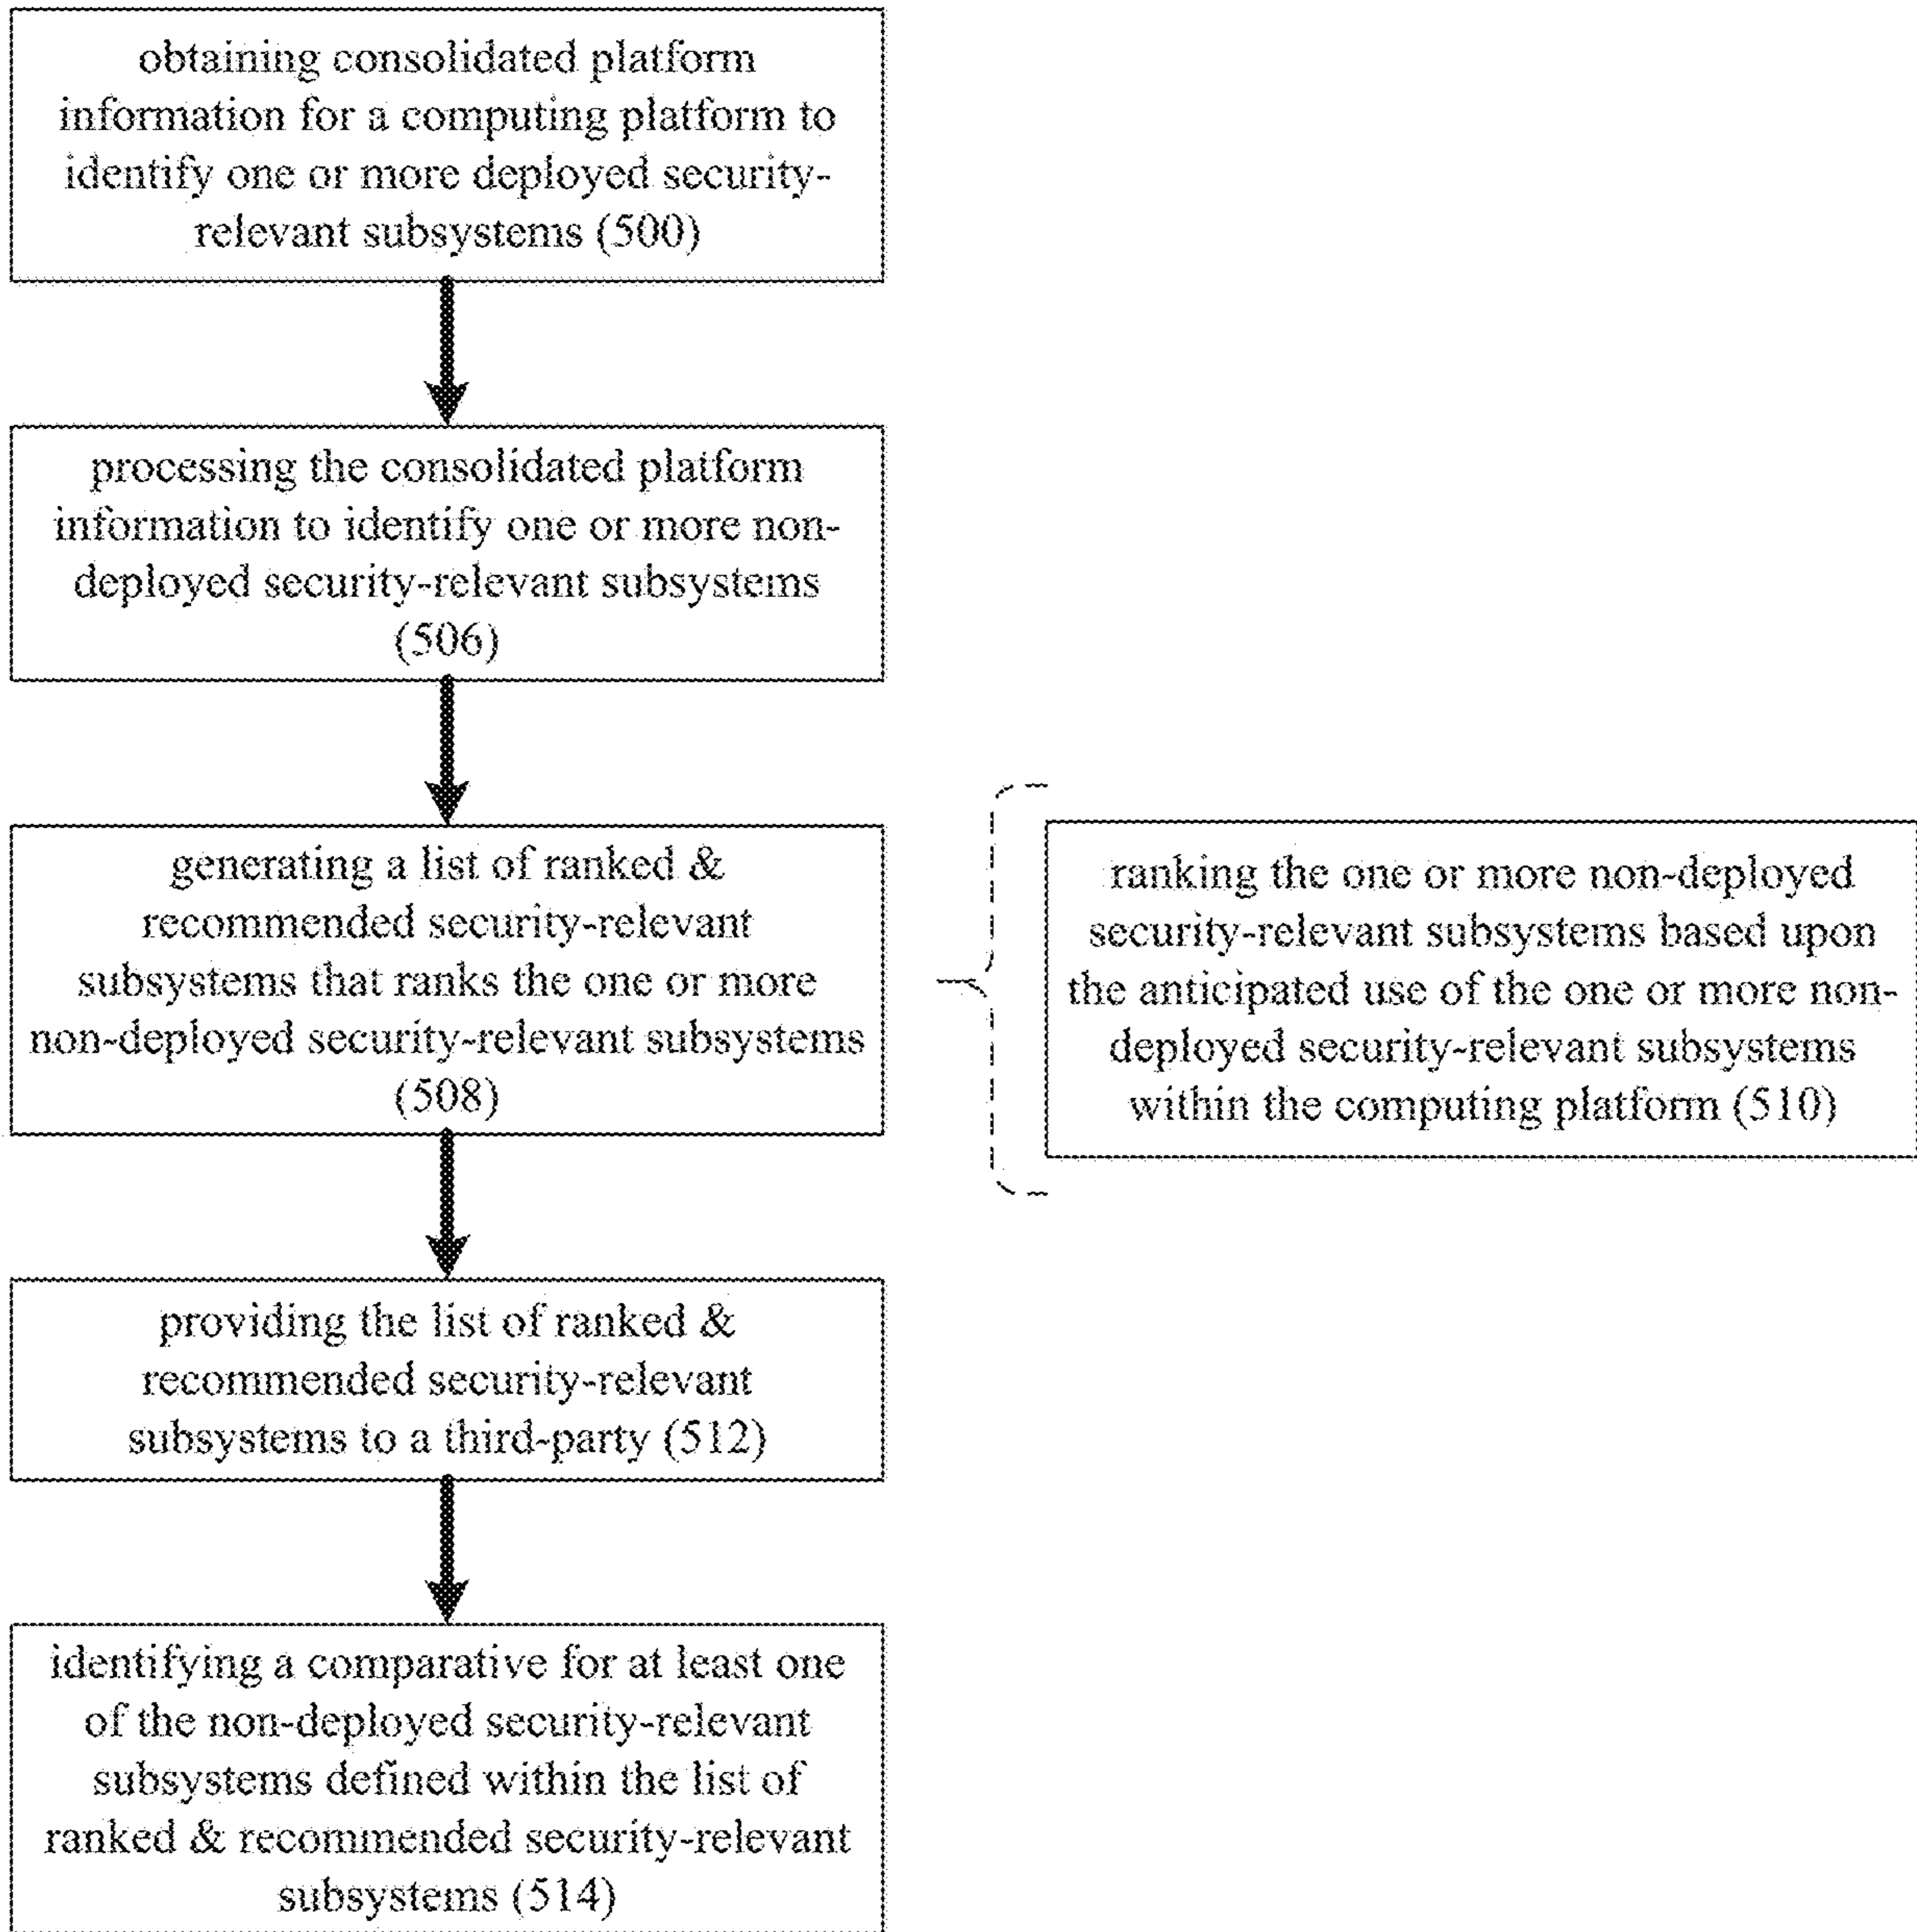 obtaining consolidated platform
information for a computing platform to
identify one or more deployed security-
relevant subsystems (500)
processing the consolidated platform
information to identify one or more non-
deployed security-relevant subsystems
(506)
generating a list of ranked &
recommended security-relevant
subsystems that ranks the one or more
non-deployed security-relevant subsystems
(508)
ranking the one or more non-deployed
security-relevant subsystems based upon
the anticipated use of the one or more non-
deployed security-relevant subsystems
within the computing platform (510)
providing the list of ranked &
recommended security-relevant
subsystems to a third-party (512)
identifying a comparative for at least one
of the non-deployed security-relevant
subsystems defined within the list of
ranked & recommended security-relevant
subsystems (514)